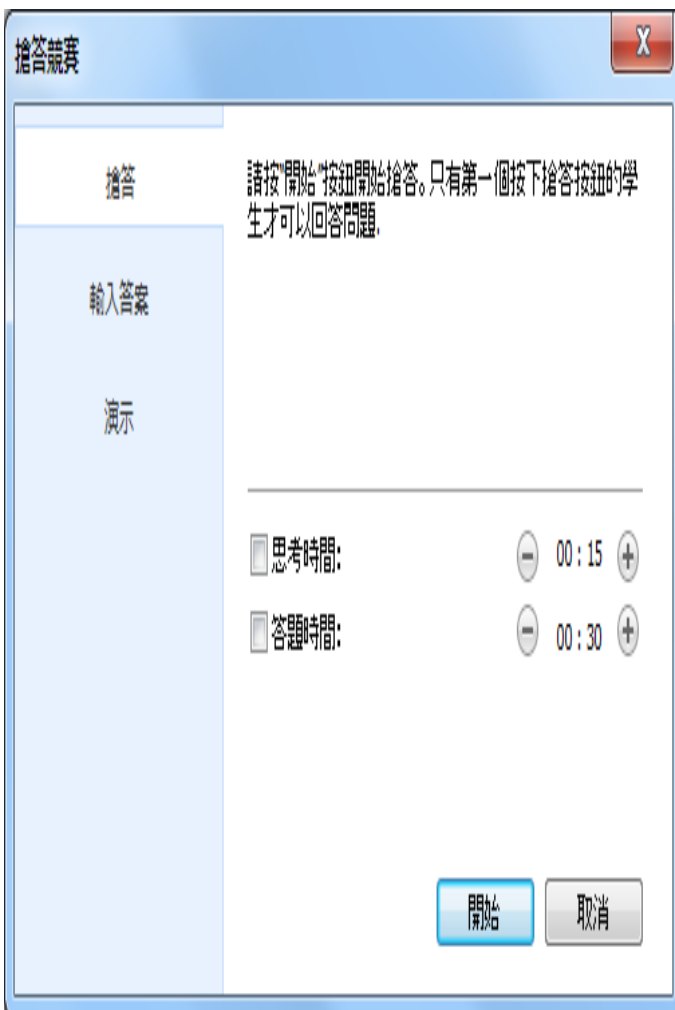 搶答競賽
搶答
輸入答案
演示
請按"開始"按鈕開始搶答。只有第一個按下搶答按鈕的學
生才可以回答問題.
思考時間: 00:15
答題時間: 00:30
開始 取消